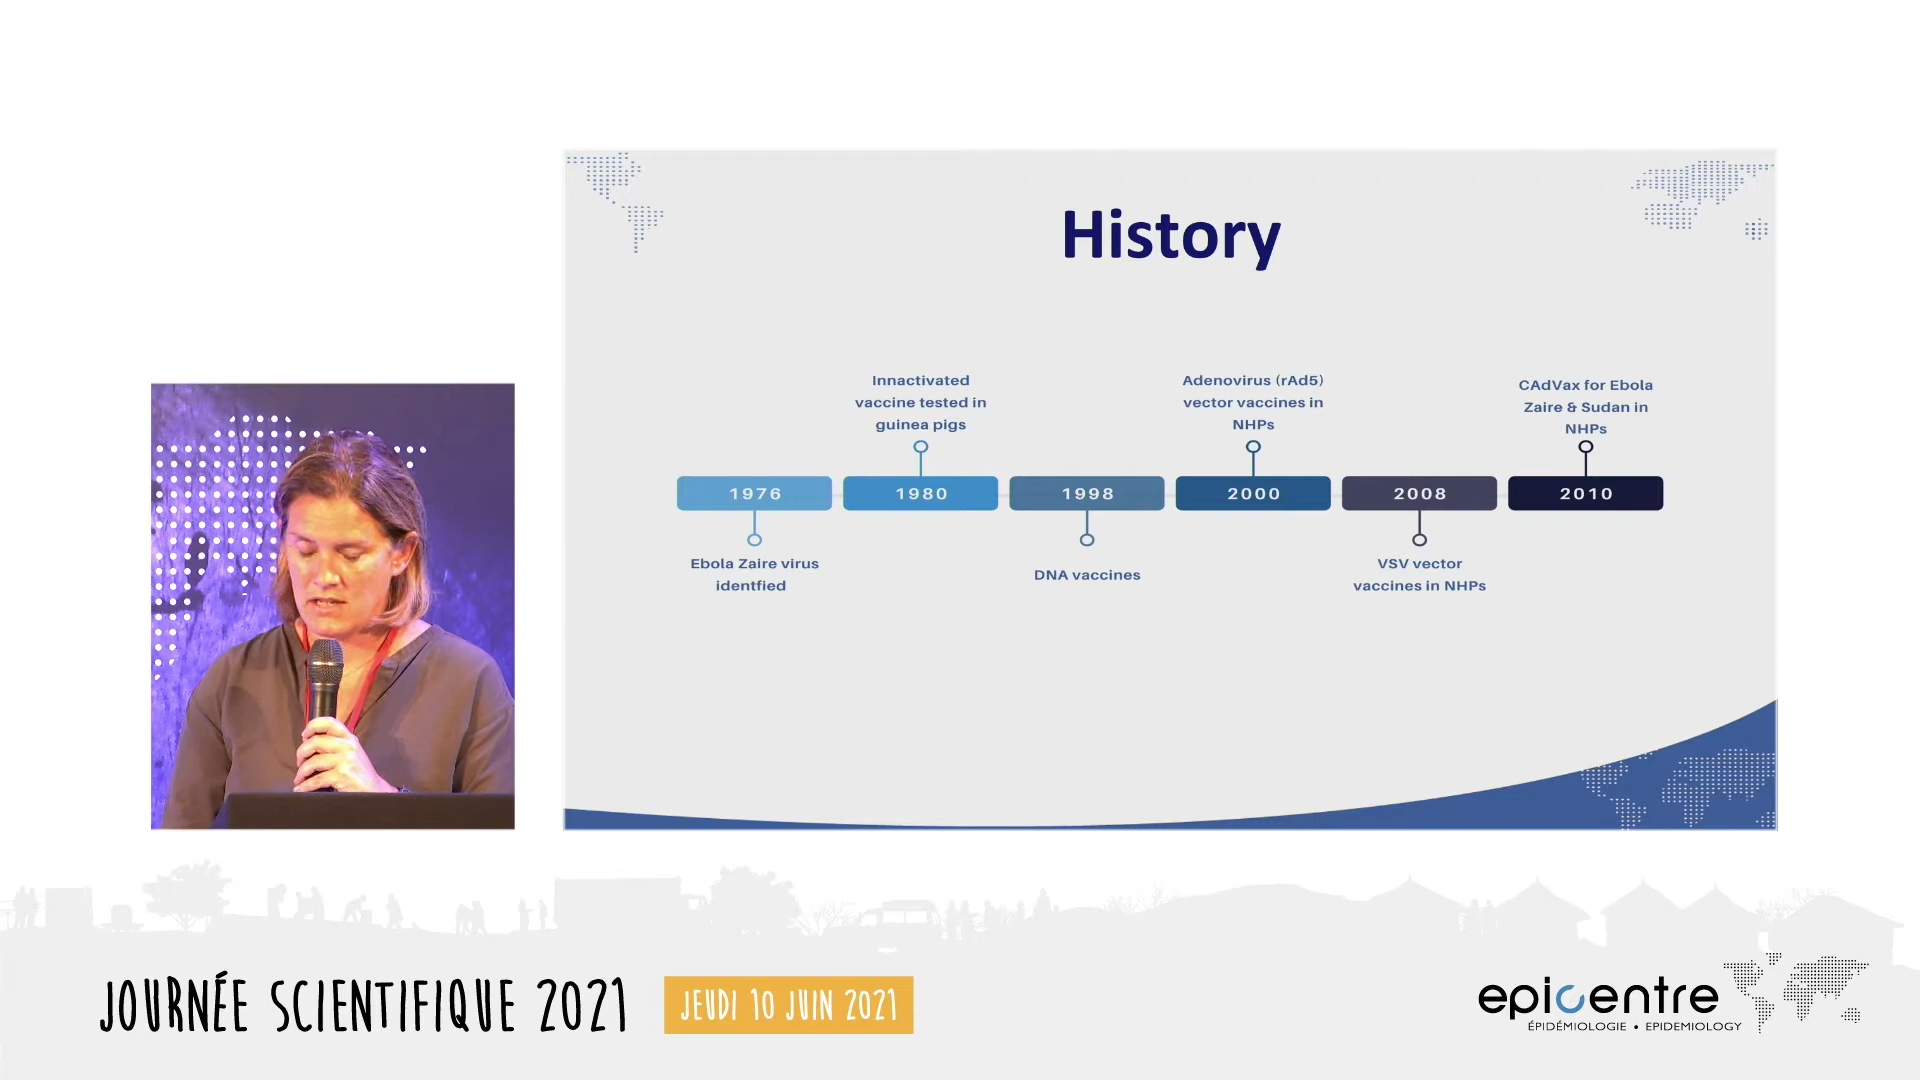 History
Innactivated
vaccine tested in
guinea pigs
Adenovirus (rAd5)
vector vaccines in
NHPs
CAdVax for Ebola
Zaire & Sudan in
NHPs
1976
1980
1998
2000
2008
2010
Ebola Zaire virus
identfied
DNA vaccines
VSV vector
vaccines in NHPs
JOURNÉE SCIENTIFIQUE 2021
JEUDI 10 JUIN 2021
epicentre
ÉPIDÉMIOLOGIE • EPIDEMIOLOGY